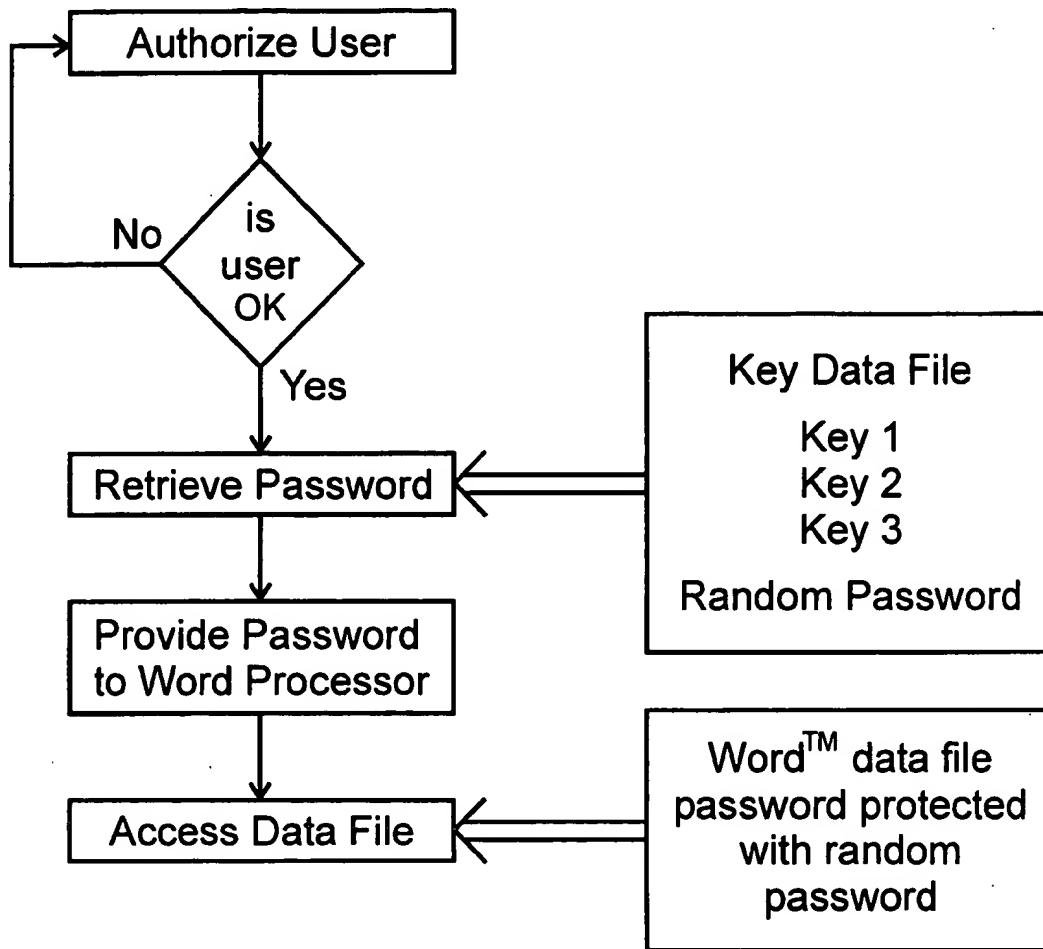 Authorize User
No
is
user
OK
Yes
Retrieve Password
Provide Password
to Word Processor
Access Data File
Key Data File
Key 1
Key 2
Key 3
Random Password
Word™ data file
password protected
with random
password